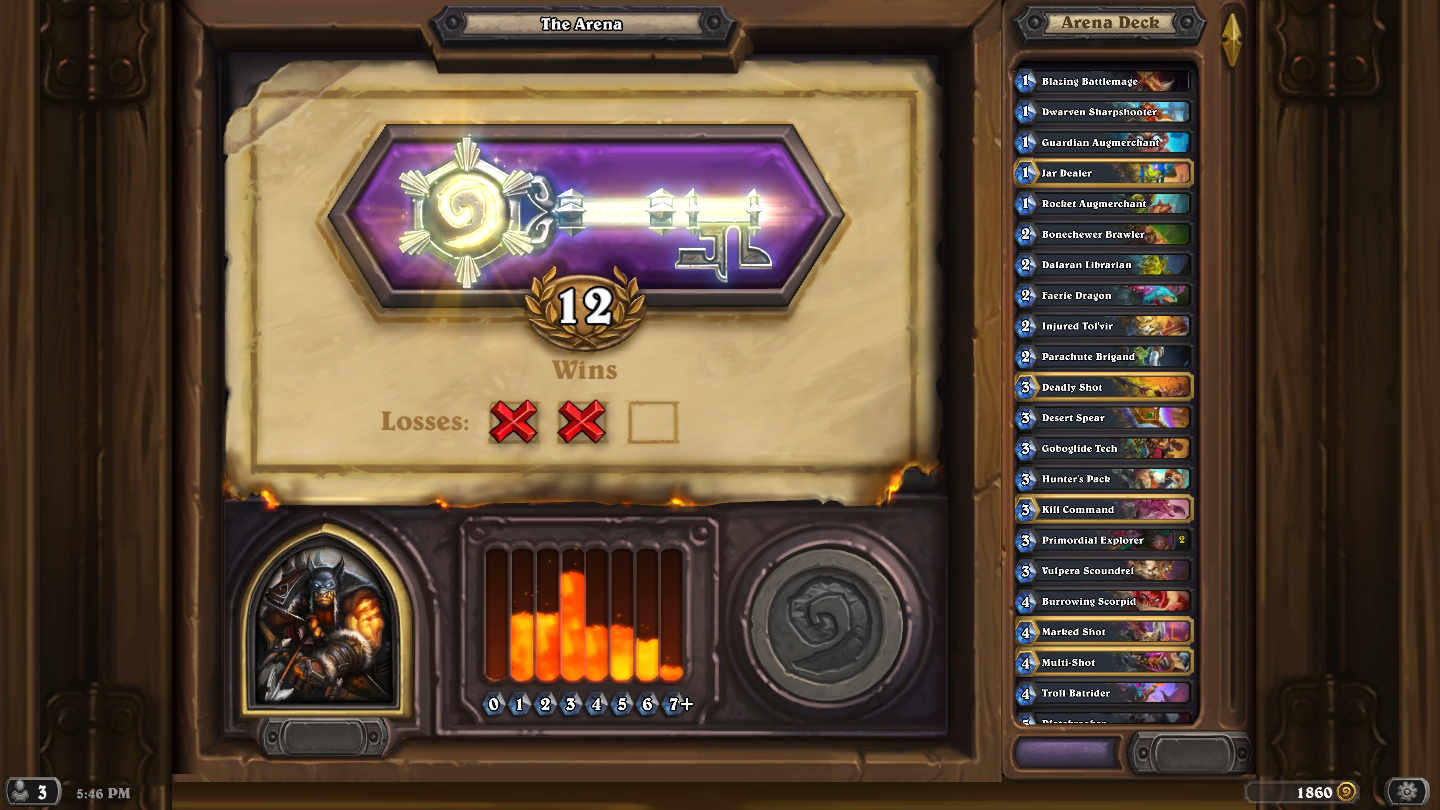 The Arena
12
Wins
Losses:
0 1 2 3 4 5 6 7+
Arena Deck
1 Blazing Battlemage
1 Dwarven Sharpshooter
1 Guardian Augmerchant
1 Jar Dealer
1 Rocket Augmerchant
2 Bonechewer Brawler
2 Dalaran Librarian
2 Faerie Dragon
2 Injured Tol'vir
2 Parachute Brigand
3 Deadly Shot
3 Desert Spear
3 Goboglide Tech
3 Hunter's Pack
3 Kill Command
3 Primordial Explorer 2
3 Vulpera Scoundrel
4 Burrowing Scorpid
4 Marked Shot
4 Multi-Shot
4 Troll Batrider
5
3 5:46 PM
1860